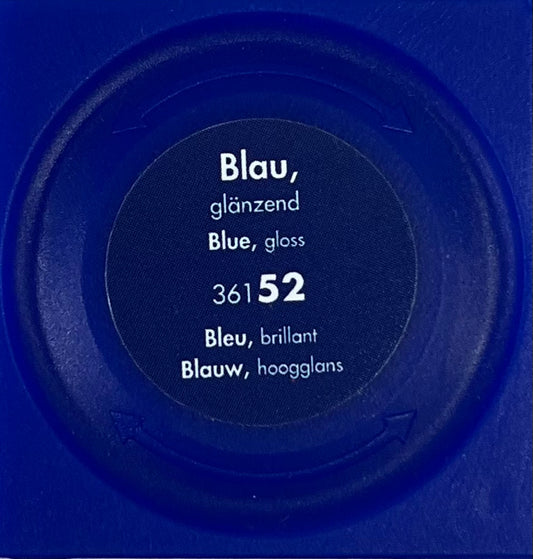 Blau,
glänzend
Blue, gloss
36152
Bleu, brillant
Blauw, hoogglans